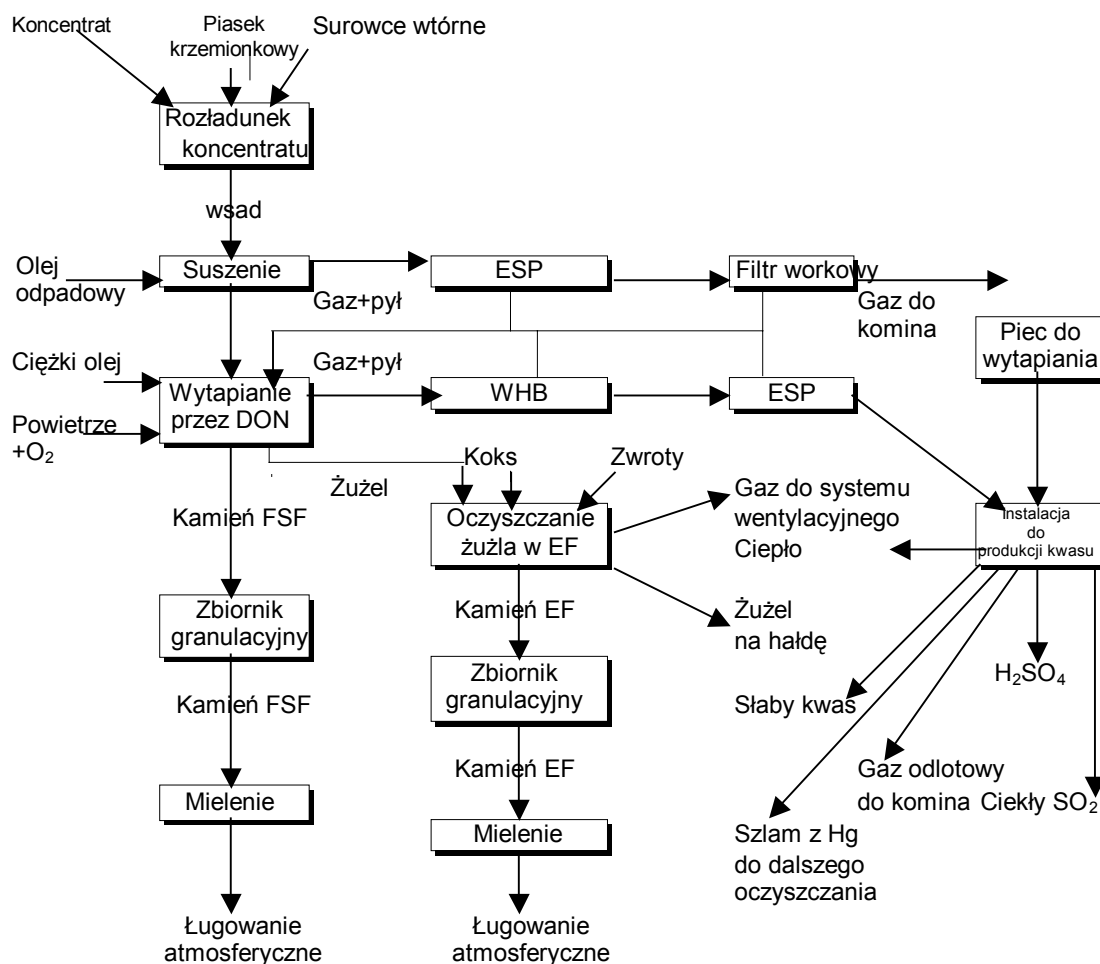 Koncentrat
Piasek
krzemionkowy
Surowce wtórne
Rozładunek
koncentratu
wsad
Olej
odpadowy
Suszenie
Gaz+pył
ESP
Filtr workowy
Gaz do
komina
Piec do
wytapiania
Ciężki olej
Powietrze
+O₂
Wytapianie
przez DON
Gaz+pył
WHB
ESP
Żużel
Koks
Zwroty
Kamień FSF
Oczyszczanie
żużla w EF
Gaz do systemu
wentylacyjnego
Ciepło
Instalacja
do
produkcji kwasu
Zbiornik
granulacyjny
Kamień EF
Żużel
na hałdę
Zbiornik
granulacyjny
Kamień FSF
Słaby kwas
H₂SO₄
Kamień EF
Gaz odlotowy
do komina
Ciekły SO₂
Mielenie
Mielenie
Szlam z Hg
do dalszego
oczyszczania
Ługowanie
atmosferyczne
Ługowanie
atmosferyczne